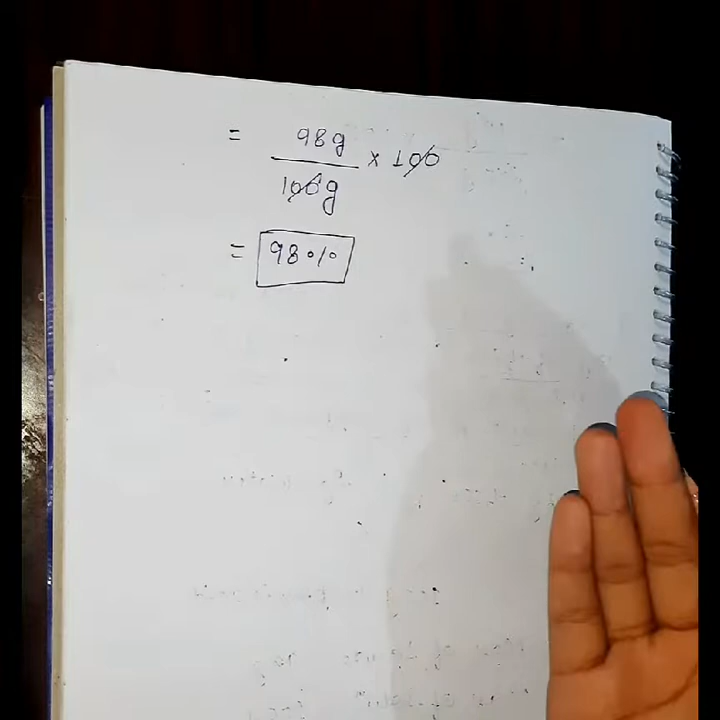 = 98g / 100g x 100
= 98%